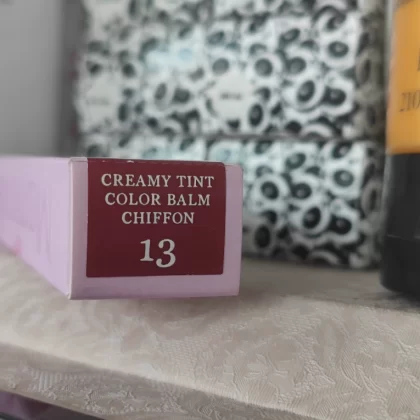 CREAMY TINT
COLOR BALM
CHIFFON
13